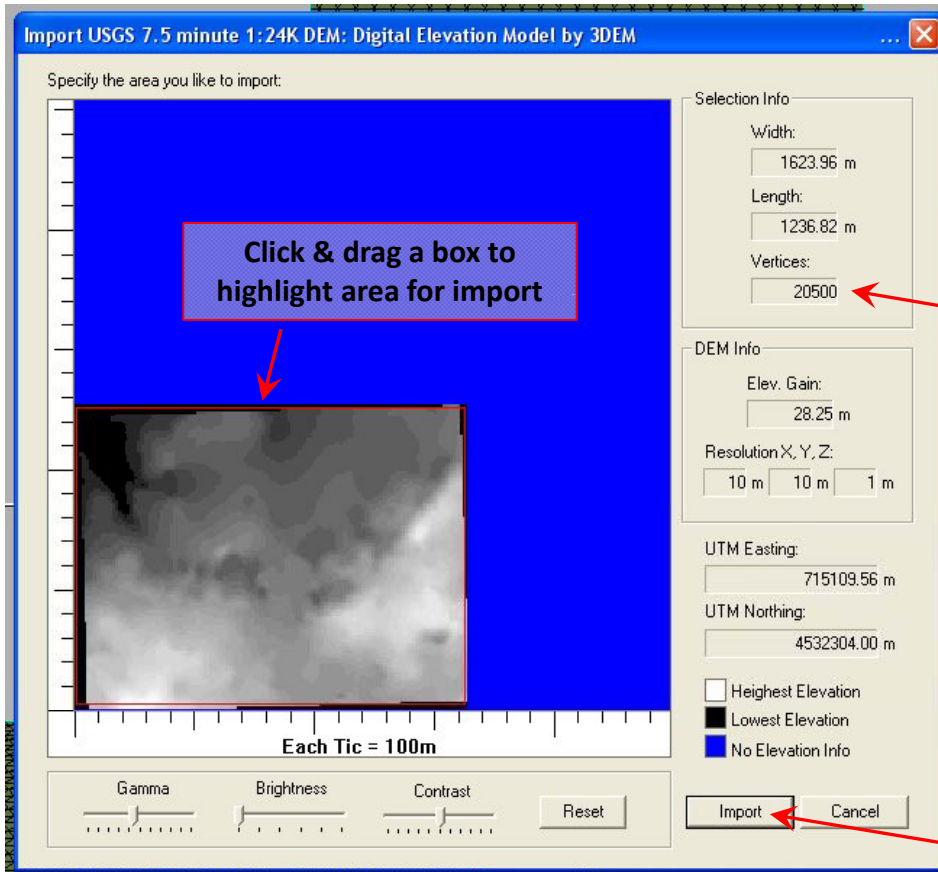 Import USGS 7.5 minute 1:24K DEM: Digital Elevation Model by 3DEM ...
Specify the area you like to import:
Click & drag a box to
highlight area for import
Each Tic = 100m
Gamma
Brightness
Contrast
Reset
Selection Info
Width:
1623.96 m
Length:
1236.82 m
Vertices:
20500
DEM Info
Elev. Gain:
28.25 m
Resolution X, Y, Z:
10 m 10 m 1 m
UTM Easting:
715109.56 m
UTM Northing:
4532304.00 m
Heighest Elevation
Lowest Elevation
No Elevation Info
Import
Cancel